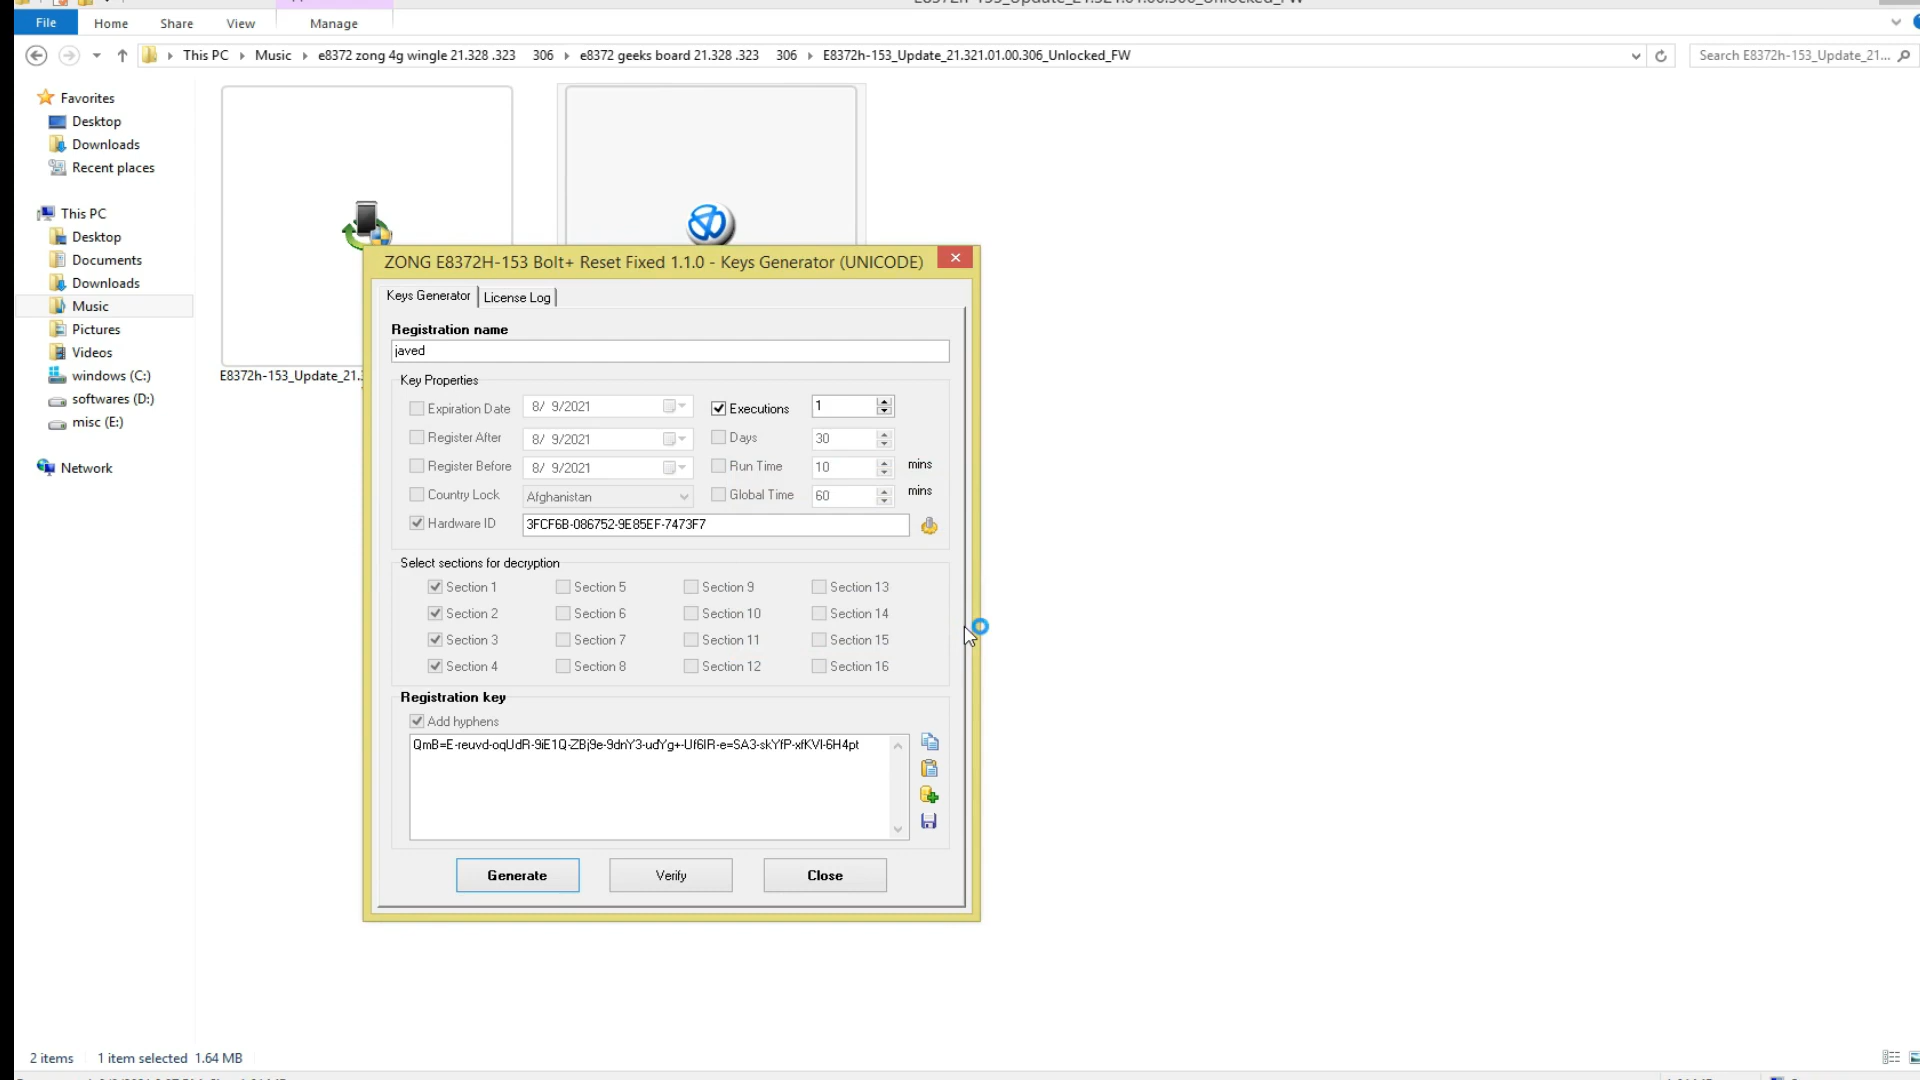 File Home Share View Manage
This PC Music e8372 zong 4g wingle 21.328 .323 306 e8372 geeks board 21.328 .323 306 E8372h-153_Update_21.321.01.00.306_Unlocked_FW Search E8372h-153_Update_21...
Favorites
Desktop
Downloads
Recent places
This PC
Desktop
Documents
Downloads
Music
Pictures
Videos
windows (C:)
softwares (D:)
misc (E:)
Network
E8372h-153_Update_21.
ZONG E8372H-153 Bolt+ Reset Fixed 1.1.0 - Keys Generator (UNICODE)
Keys Generator License Log
Registration name
javed
Key Properties
Expiration Date 8/ 9/2021 Executions 1
Register After 8/ 9/2021 Days 30
Register Before 8/ 9/2021 Run Time 10 mins
Country Lock Afghanistan Global Time 60 mins
Hardware ID 3FCF6B-086752-9E85EF-7473F7
Select sections for decryption
Section 1 Section 5 Section 9 Section 13
Section 2 Section 6 Section 10 Section 14
Section 3 Section 7 Section 11 Section 15
Section 4 Section 8 Section 12 Section 16
Registration key
Add hyphens
QmB=E-reuvd-oqUdR-9iE1Q-ZBj9e-9dnY3-udYg+-Uf6IR-e=SA3-skYfP-xfKVI-6H4pt
Generate Verify Close
2 items 1 item selected 1.64 MB